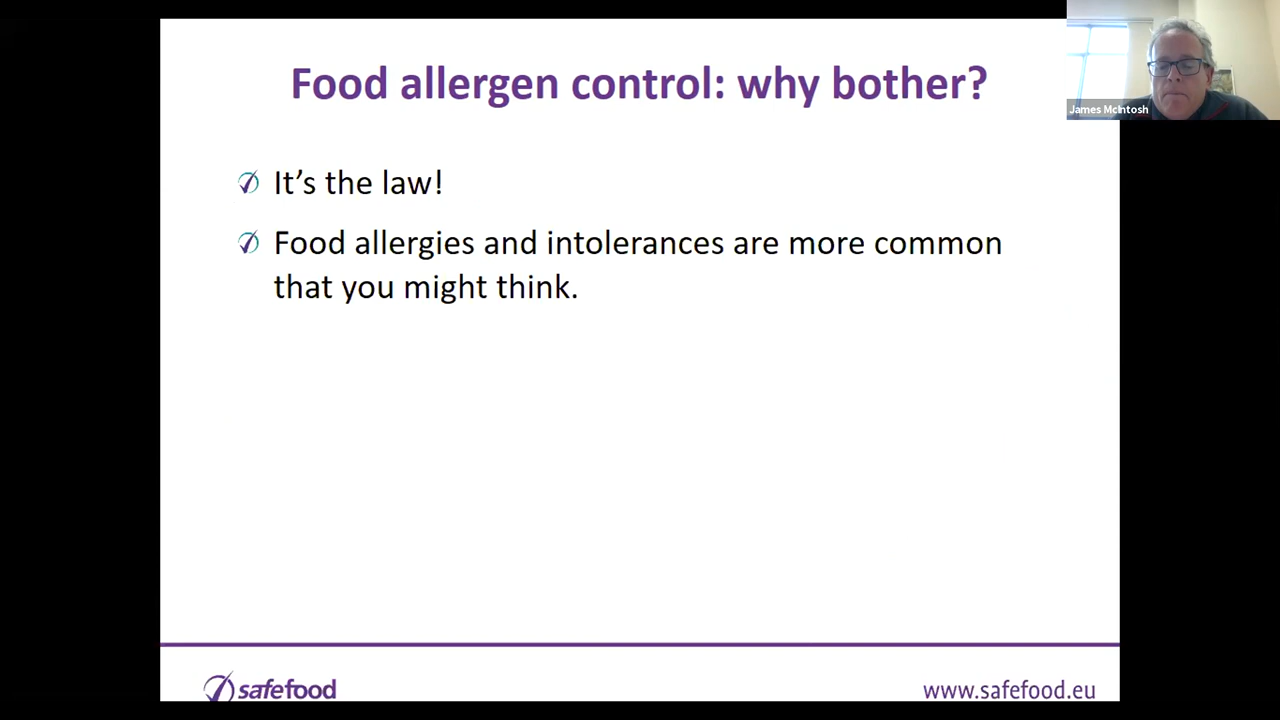 Food allergen control: why bother?
James McIntosh
It’s the law!
Food allergies and intolerances are more common
that you might think.
safefood
www.safefood.eu